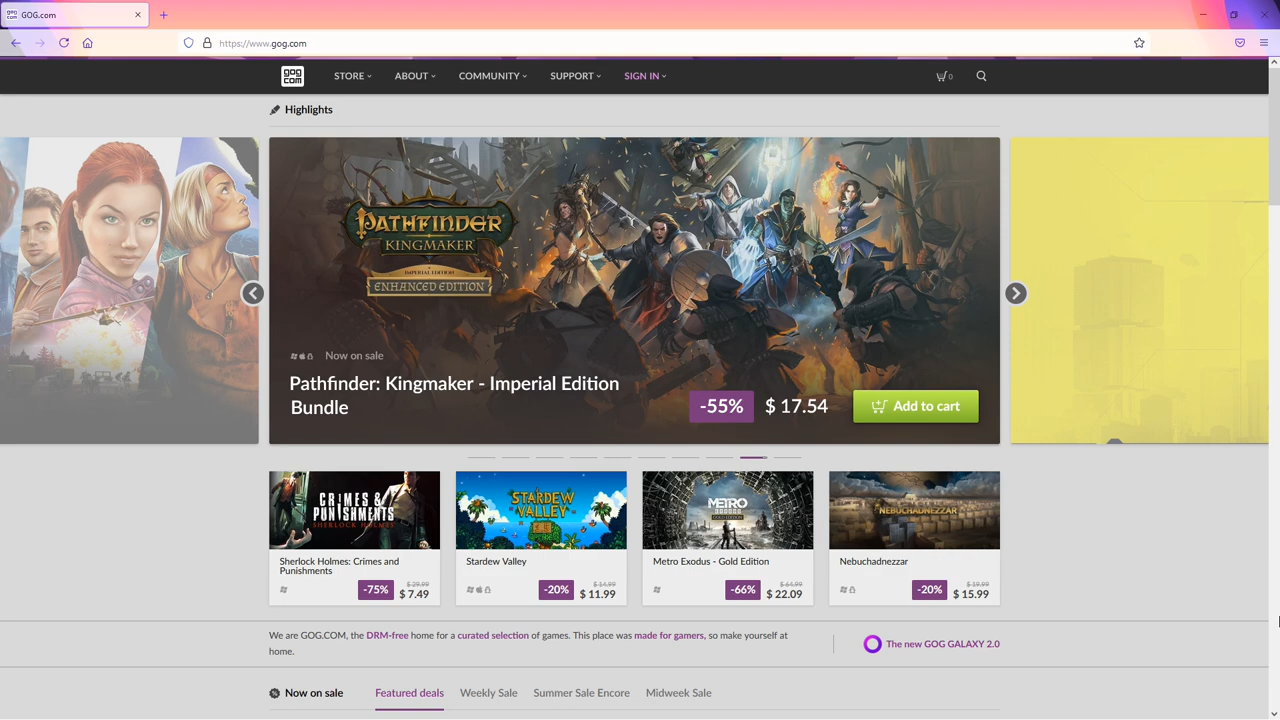 GOG.com
https://www.gog.com
gog
com
STORE
ABOUT
COMMUNITY
SUPPORT
SIGN IN
0
Highlights
PATHFINDER
KINGMAKER
IMPERIAL EDITION
ENHANCED EDITION
Now on sale
Pathfinder: Kingmaker - Imperial Edition
Bundle
-55%
$ 17.54
Add to cart
CRIMES &
PUNISHMENTS
SHERLOCK HOLMES
Sherlock Holmes: Crimes and
Punishments
-75%
$ 29.99
$ 7.49
STARDEW
VALLEY
Stardew Valley
-20%
$ 14.99
$ 11.99
METRO
EXODUS
GOLD EDITION
Metro Exodus - Gold Edition
-66%
$ 64.99
$ 22.09
NEBUCHADNEZZAR
Nebuchadnezzar
-20%
$ 19.99
$ 15.99
We are GOG.COM, the DRM-free home for a curated selection of games. This place was made for gamers, so make yourself at
home.
The new GOG GALAXY 2.0
Now on sale
Featured deals
Weekly Sale
Summer Sale Encore
Midweek Sale